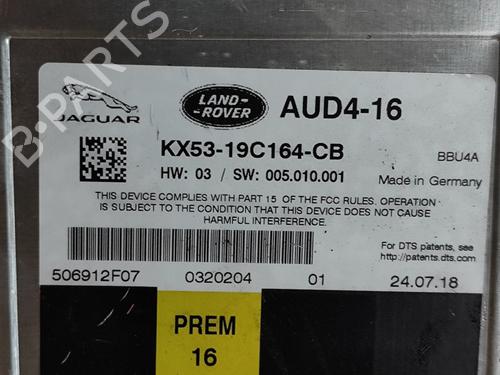 B-PARTS
JAGUAR
LAND-
ROVER
AUD4-16
KX53-19C164-CB
BBU4A
HW: 03 / SW: 005.010.001
Made in Germany
THIS DEVICE COMPLIES WITH PART 15 OF THE FCC RULES. OPERATION
IS SUBJECT TO THE CONDITION THAT THIS DEVICE DOES NOT CAUSE
HARMFUL INTERFERENCE.
For DTS patents, see
http://patents.dts.com.
506912F07 0320204 01 24.07.18
PREM
16